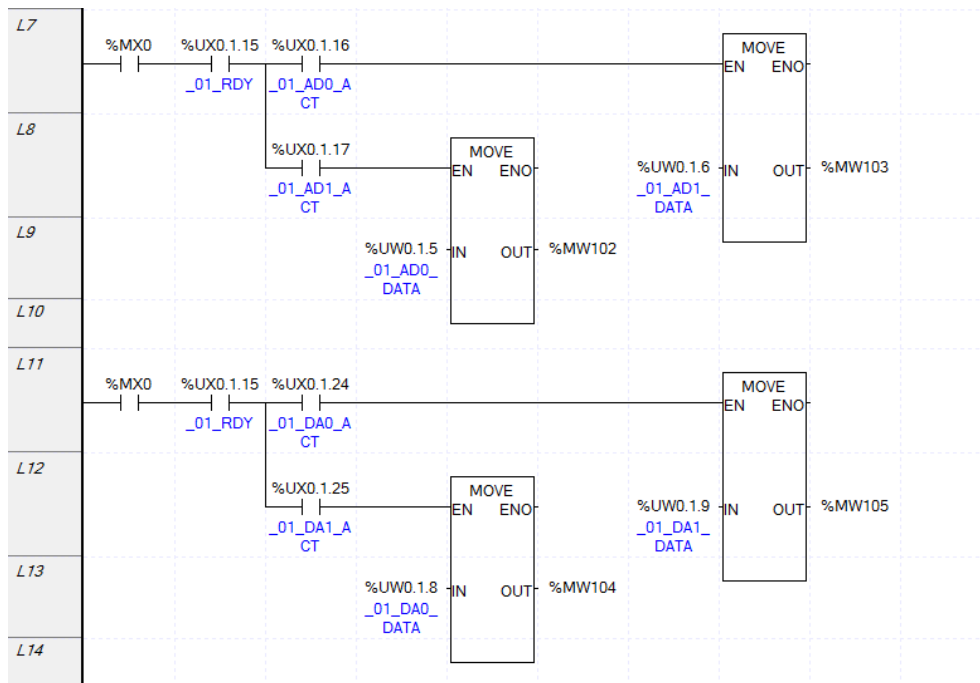 L7
%MX0 %UX0.1.15 %UX0.1.16 MOVE
EN ENO
_01_RDY _01_AD0_A
CT
L8
%UX0.1.17 MOVE
EN ENO %UW0.1.6 IN OUT %MW103
_01_AD1_A _01_AD1_
CT DATA
L9
%UW0.1.5 IN OUT %MW102
_01_AD0_
DATA
L10
L11
%MX0 %UX0.1.15 %UX0.1.24 MOVE
EN ENO
_01_RDY _01_DA0_A
CT
L12
%UX0.1.25 MOVE
EN ENO %UW0.1.9 IN OUT %MW105
_01_DA1_A _01_DA1_
CT DATA
L13
%UW0.1.8 IN OUT %MW104
_01_DA0_
DATA
L14